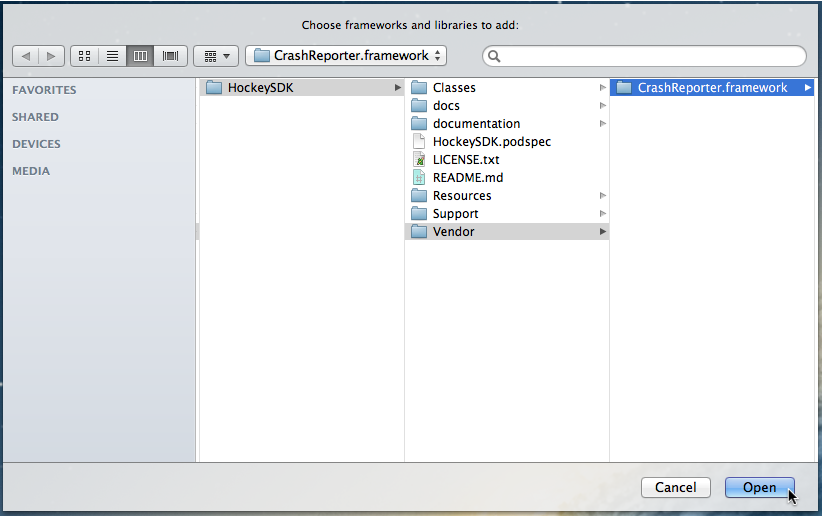 Choose frameworks and libraries to add:
CrashReporter.framework
FAVORITES
SHARED
DEVICES
MEDIA
HockeySDK
Classes
docs
documentation
HockeySDK.podspec
LICENSE.txt
README.md
Resources
Support
Vendor
CrashReporter.framework
Cancel
Open